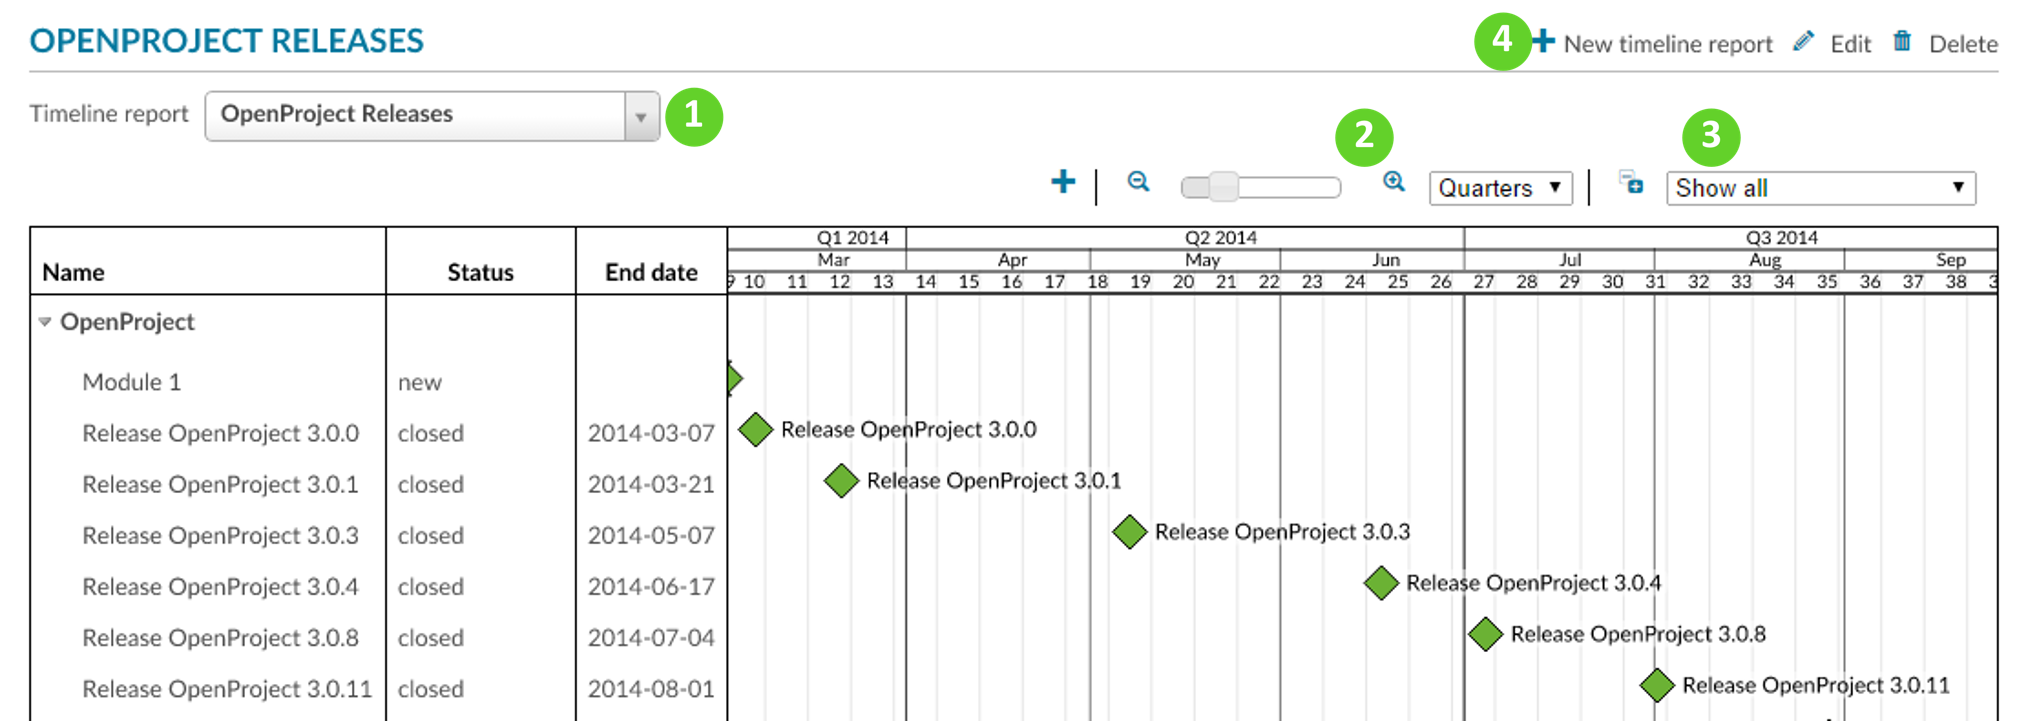 OPENPROJECT RELEASES
4 New timeline report Edit Delete
Timeline report OpenProject Releases 1
2 3
Quarters Show all
Q1 2014 Q2 2014 Q3 2014
Name Status End date
Mar Apr May Jun Jul Aug Sep
9 10 11 12 13 14 15 16 17 18 19 20 21 22 23 24 25 26 27 28 29 30 31 32 33 34 35 36 37 38 3
OpenProject
Module 1 new
Release OpenProject 3.0.0 closed 2014-03-07 Release OpenProject 3.0.0
Release OpenProject 3.0.1 closed 2014-03-21 Release OpenProject 3.0.1
Release OpenProject 3.0.3 closed 2014-05-07 Release OpenProject 3.0.3
Release OpenProject 3.0.4 closed 2014-06-17 Release OpenProject 3.0.4
Release OpenProject 3.0.8 closed 2014-07-04 Release OpenProject 3.0.8
Release OpenProject 3.0.11 closed 2014-08-01 Release OpenProject 3.0.11